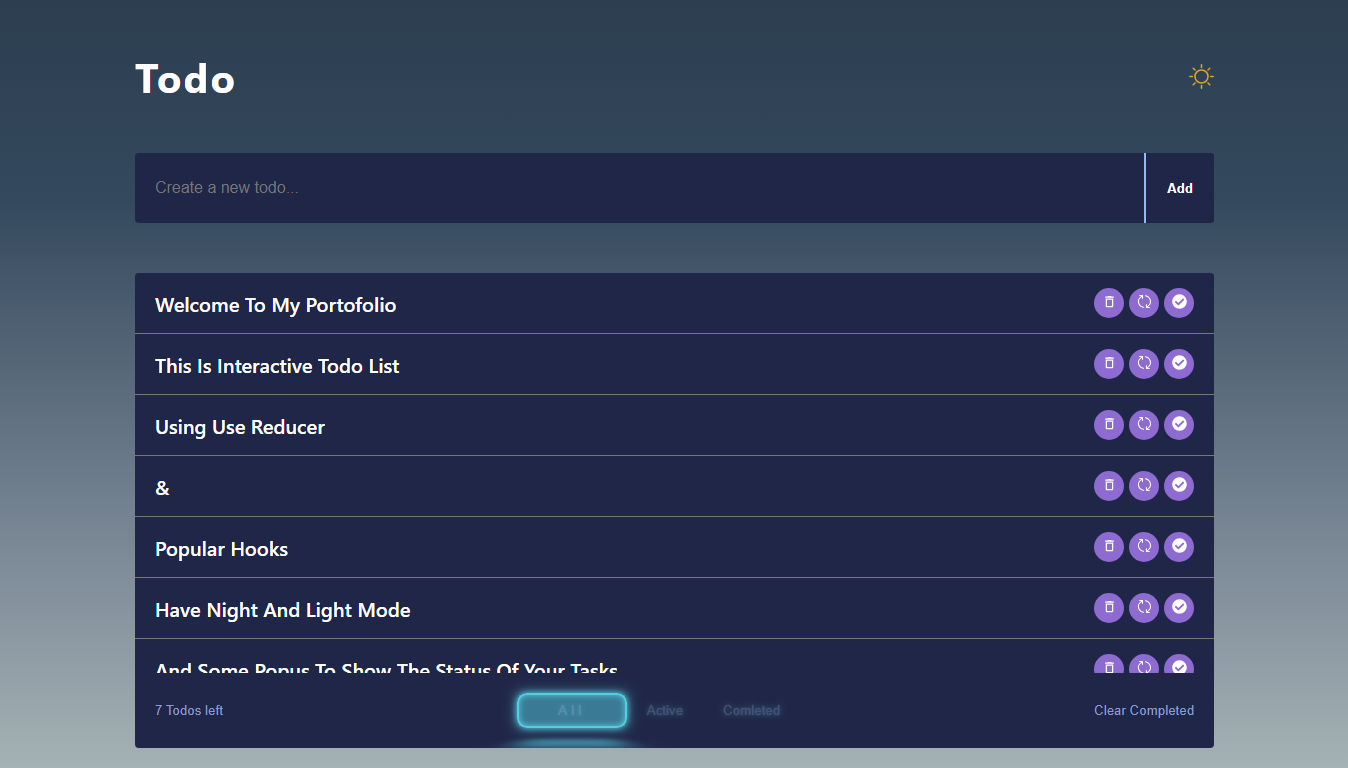 Todo
Create a new todo...
Add
Welcome To My Portofolio
This Is Interactive Todo List
Using Use Reducer
&
Popular Hooks
Have Night And Light Mode
And Some Popus To Show The Status Of Your Tasks
7 Todos left
All
Active
Comleted
Clear Completed